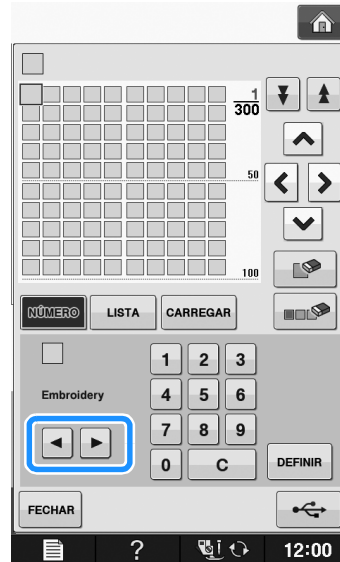 1
300
50
100
NÚMERO LISTA CARREGAR
Embroidery
1 2 3
4 5 6
7 8 9
0 C
DEFINIR
FECHAR
? 12:00